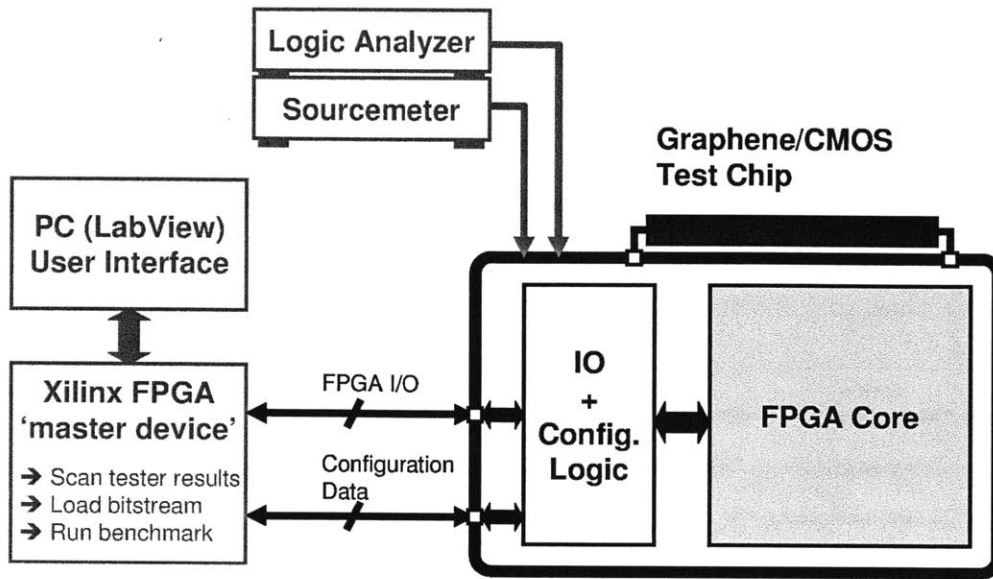 Logic Analyzer
Sourcemeter
Graphene/CMOS
Test Chip
PC (LabView)
User Interface
Xilinx FPGA
‘master device’
➔ Scan tester results
➔ Load bitstream
➔ Run benchmark
FPGA I/O
Configuration
Data
IO
+
Config.
Logic
FPGA Core